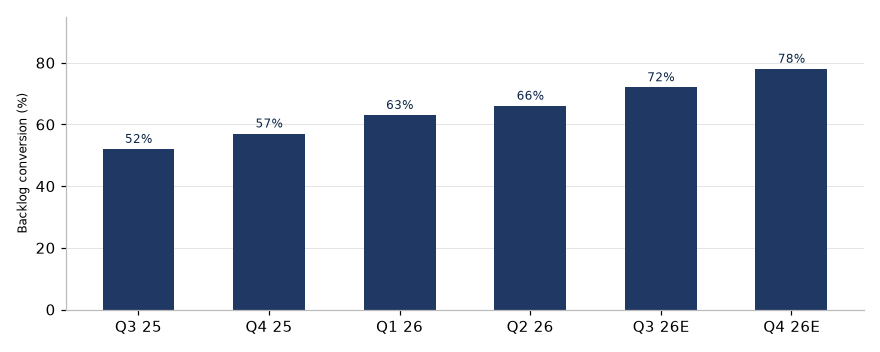 Backlog conversion (%)
80
60
40
20
0
52%
57%
63%
66%
72%
78%
Q3 25
Q4 25
Q1 26
Q2 26
Q3 26E
Q4 26E